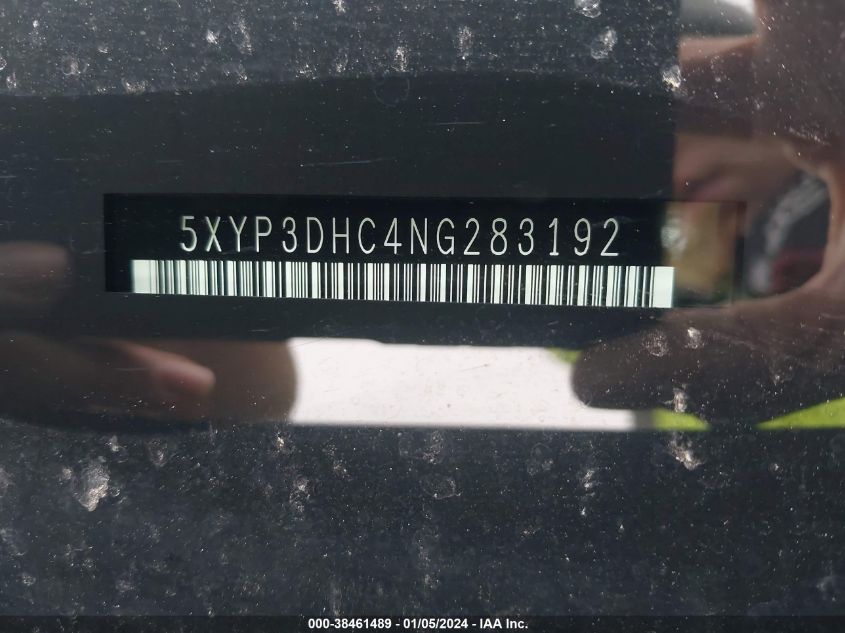 5XYP3DHC4NG283192
000-38461489 - 01/05/2024 - IAA Inc.